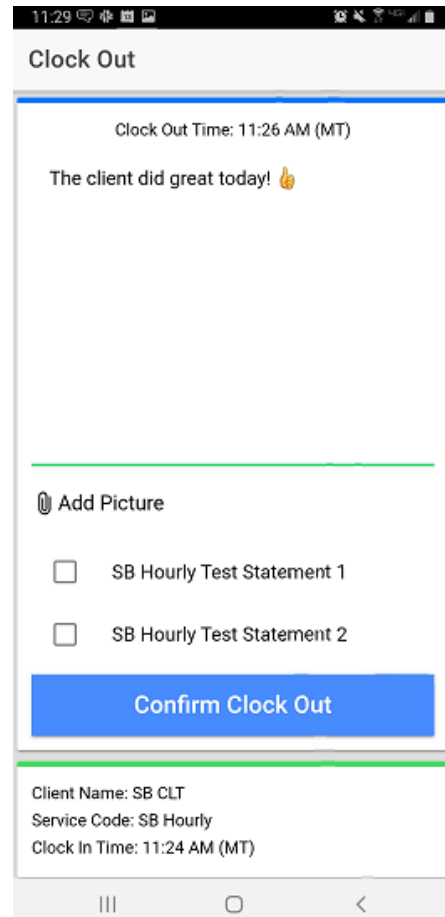 11:29
Clock Out
Clock Out Time: 11:26 AM (MT)
The client did great today! 👍
Add Picture
SB Hourly Test Statement 1
SB Hourly Test Statement 2
Confirm Clock Out
Client Name: SB CLT
Service Code: SB Hourly
Clock In Time: 11:24 AM (MT)